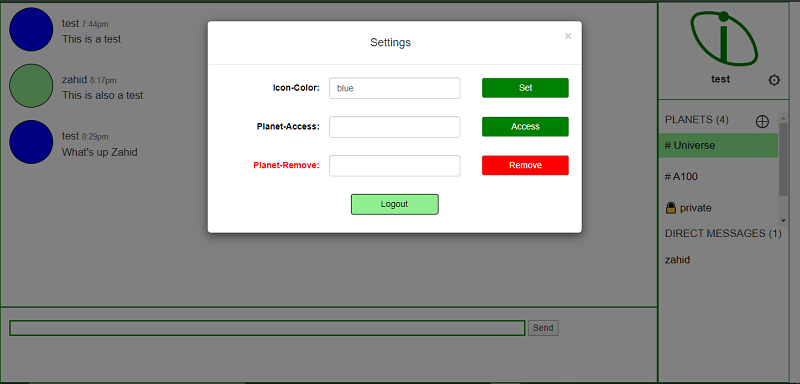 test 7:44pm
This is a test
zahid 8:17pm
This is also a test
test 8:29pm
What's up Zahid
Settings
×
Icon-Color: blue Set
Planet-Access: Access
Planet-Remove: Remove
Logout
Send
test
PLANETS (4)
# Universe
# A100
private
DIRECT MESSAGES (1)
zahid